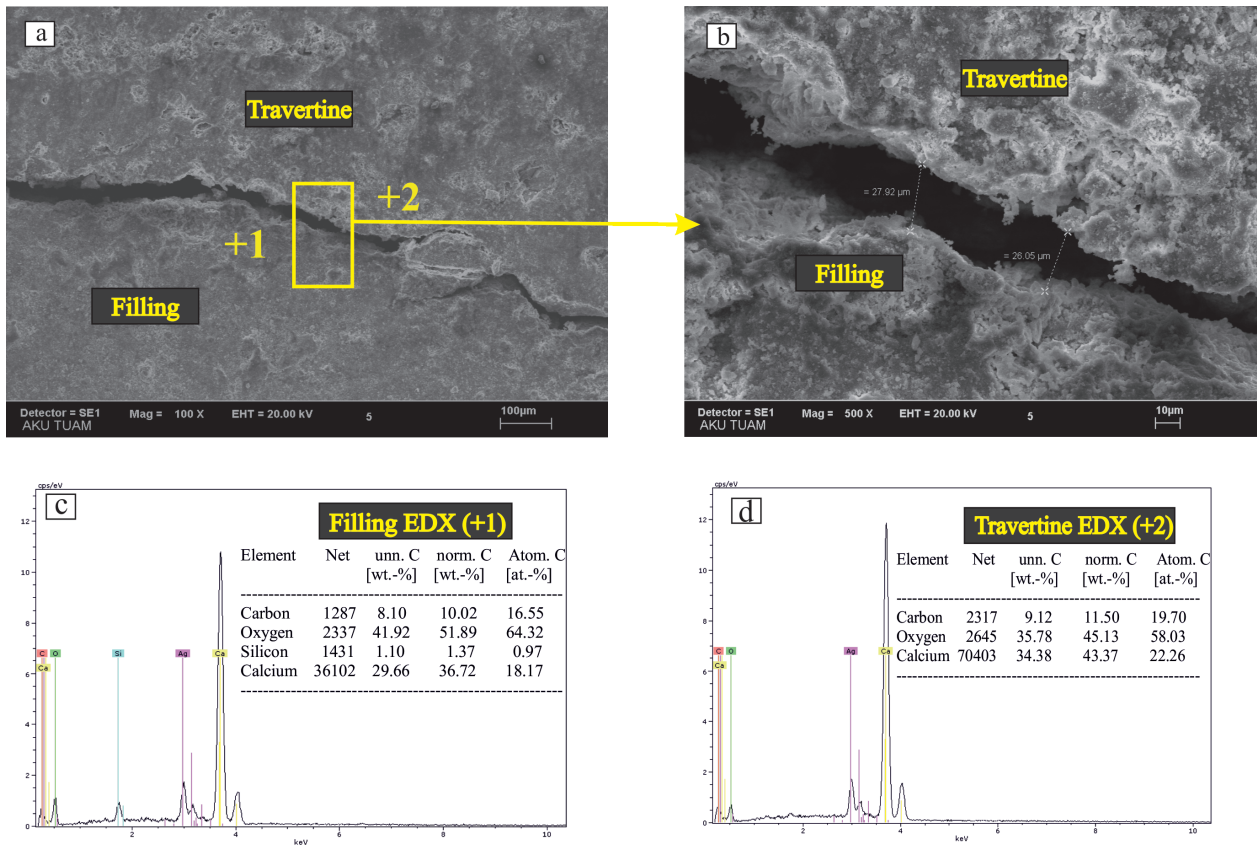 a
Travertine
+2
+1
Filling
Detector = SE1 Mag = 100 X EHT = 20.00 kV 5 100µm
AKU TUAM
b
Travertine
= 27.92 µm
= 26.05 µm
Filling
Detector = SE1 Mag = 500 X EHT = 20.00 kV 5 10µm
AKU TUAM
cps/eV
c
Filling EDX (+1)
Element Net unn. C norm. C Atom. C
[wt.-%] [wt.-%] [at.-%]
Carbon 1287 8.10 10.02 16.55
Oxygen 2337 41.92 51.89 64.32
Silicon 1431 1.10 1.37 0.97
Calcium 36102 29.66 36.72 18.17
12
10
8
6
4
2
0
C O Si Ag Ca
Ca
2 4 6 8 10
keV
cps/eV
d
Travertine EDX (+2)
Element Net unn. C norm. C Atom. C
[wt.-%] [wt.-%] [at.-%]
Carbon 2317 9.12 11.50 19.70
Oxygen 2645 35.78 45.13 58.03
Calcium 70403 34.38 43.37 22.26
12
10
8
6
4
2
0
C O Ag Ca
Ca
2 4 6 8 10
keV